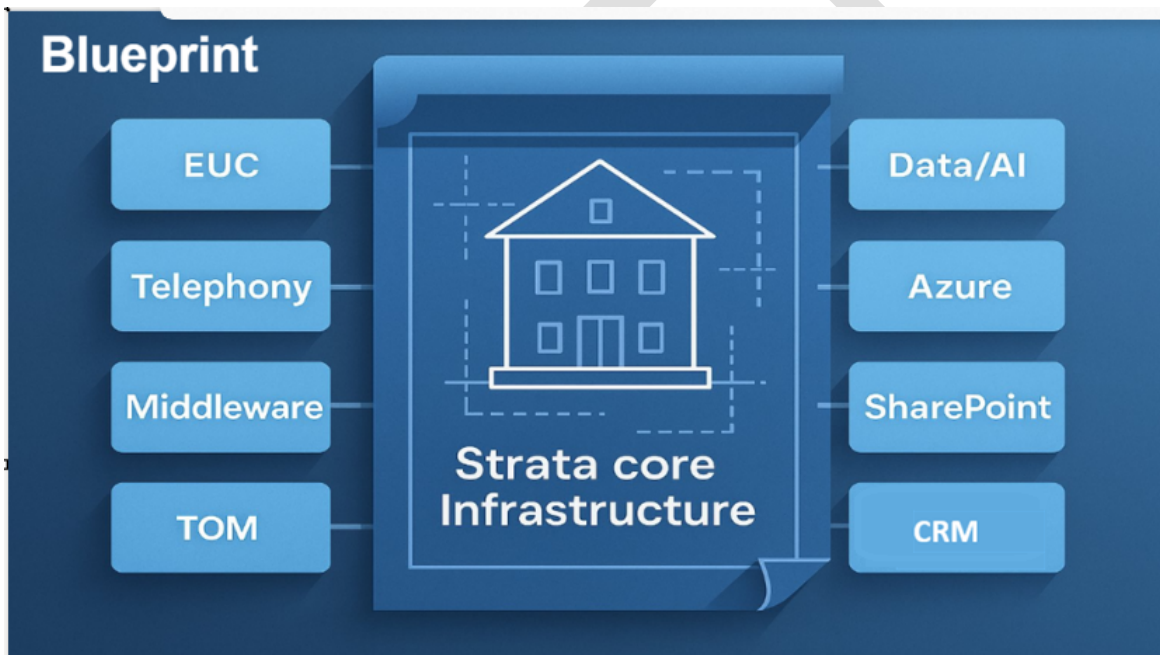 Blueprint
EUC
Telephony
Middleware
TOM
Strata core
Infrastructure
Data/AI
Azure
SharePoint
CRM